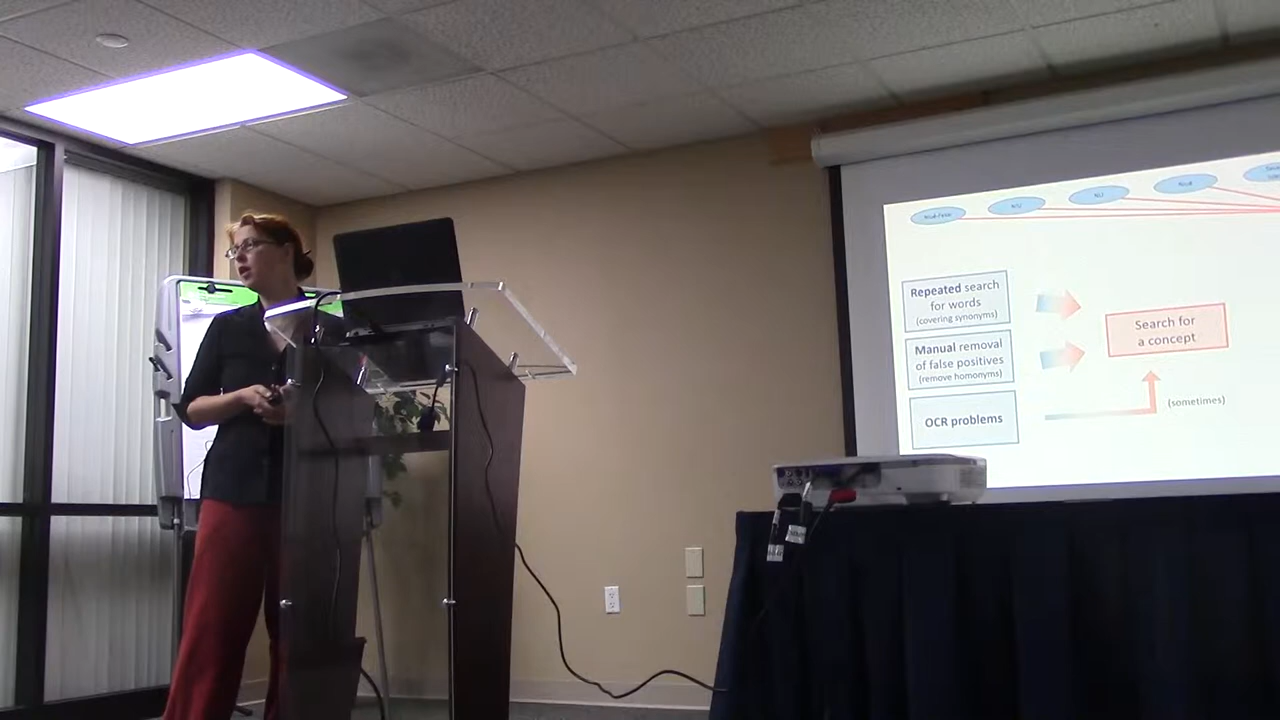 Repeated search
for words
(covering synonyms)
Manual removal
of false positives
(remove homonyms)
OCR problems
Search for
a concept
(sometimes)